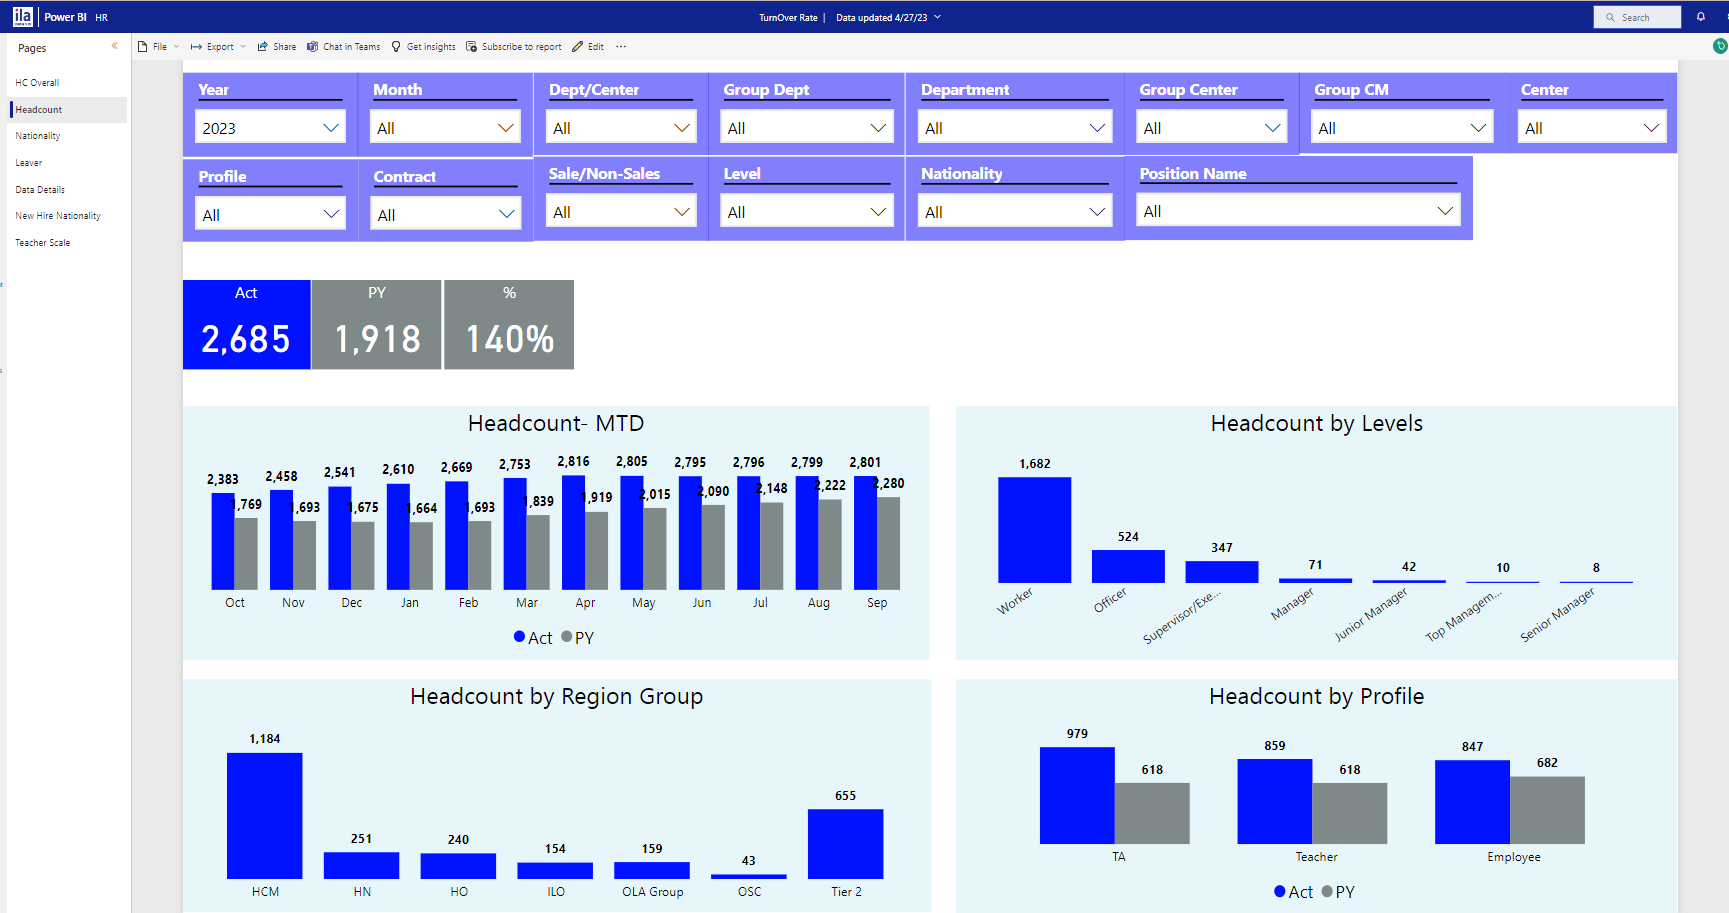 ila Power BI HR
TurnOver Rate | Data updated 4/27/23
Search
Pages
HC Overall
Headcount
Nationality
Leaver
Data Details
New Hire Nationality
Teacher Scale
File Export Share Chat in Teams Get insights Subscribe to report Edit ...
Year Month Dept/Center Group Dept Department Group Center Group CM Center
2023 All All All All All All All
Profile Contract Sale/Non-Sales Level Nationality Position Name
All All All All All All
Act PY %
2,685 1,918 140%
Headcount- MTD
2,383 2,458 2,541 2,610 2,669 2,753 2,816 2,805 2,795 2,796 2,799 2,801
1,769 1,693 1,675 1,664 1,693 1,839 1,919 2,015 2,090 2,148 2,222 2,280
Oct Nov Dec Jan Feb Mar Apr May Jun Jul Aug Sep
Act PY
Headcount by Levels
1,682 524 347 71 42 10 8
Worker Officer Supervisor/Exe... Manager Junior Manager Top Managem... Senior Manager
Headcount by Region Group
1,184 251 240 154 159 43 655
HCM HN HO ILO OLA Group OSC Tier 2
Headcount by Profile
979 618 859 618 847 682
TA Teacher Employee
Act PY